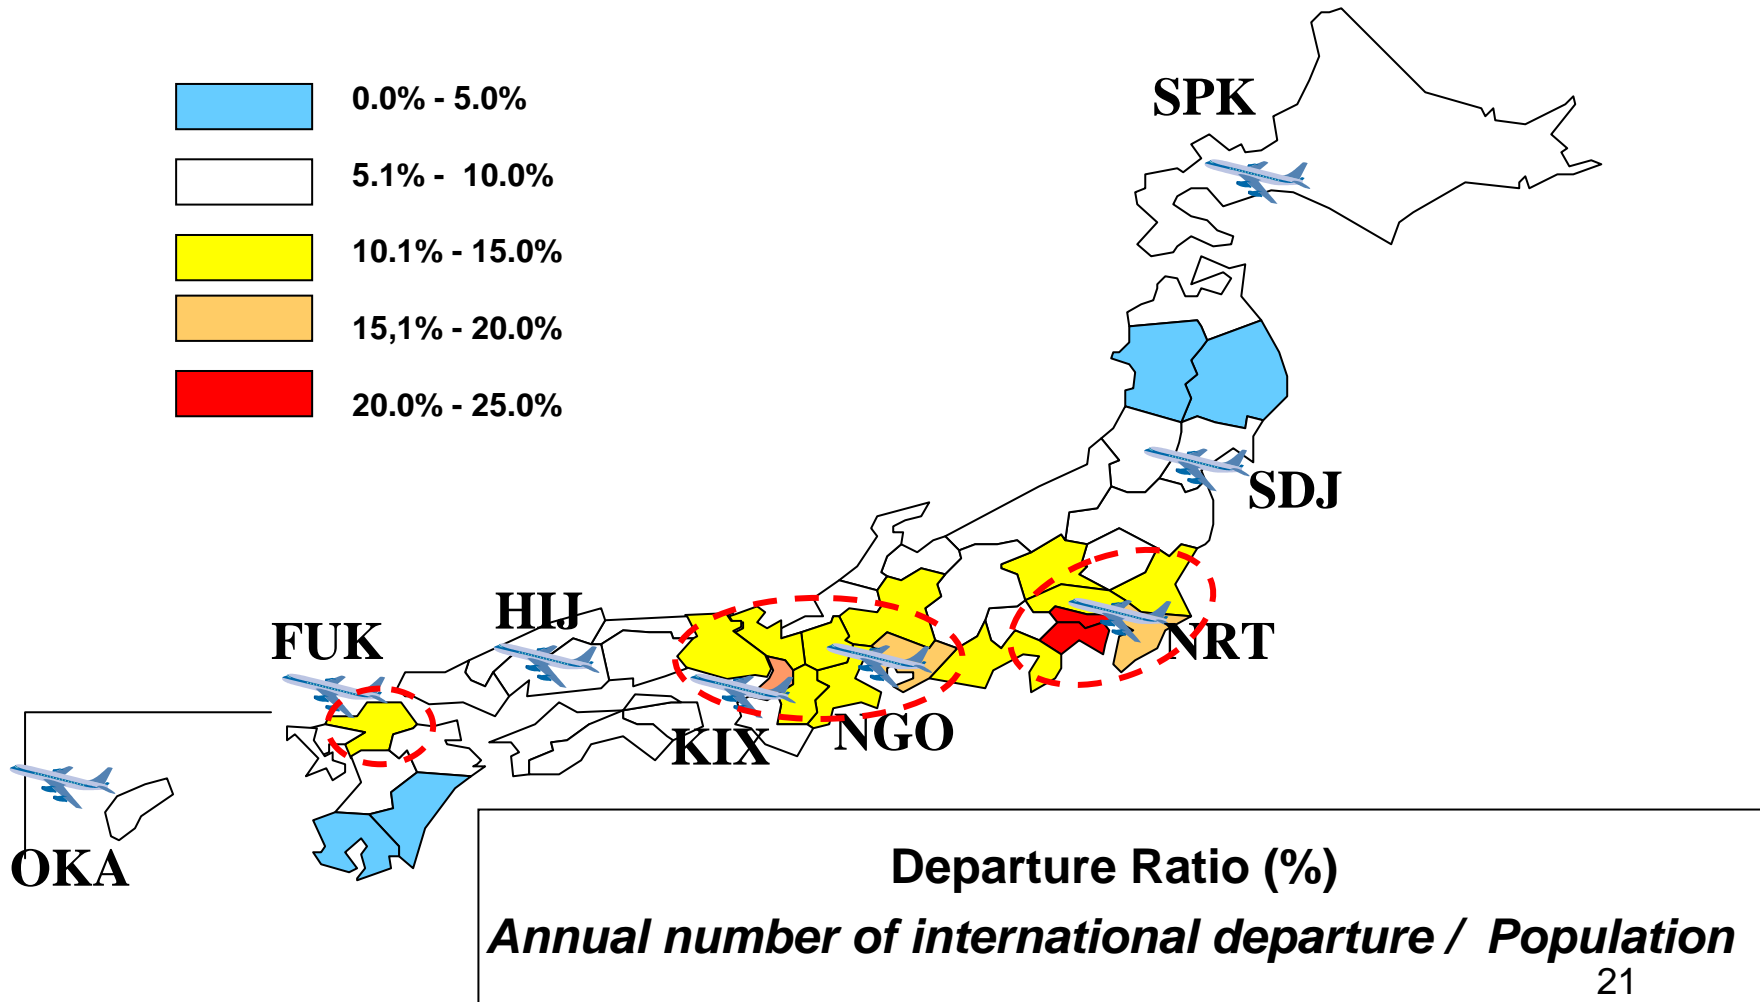 0.0% - 5.0%
5.1% - 10.0%
10.1% - 15.0%
15,1% - 20.0%
20.0% - 25.0%
SPK
SDJ
HIJ
FUK
NRT
KIX
NGO
OKA
Departure Ratio (%)
Annual number of international departure / Population
21